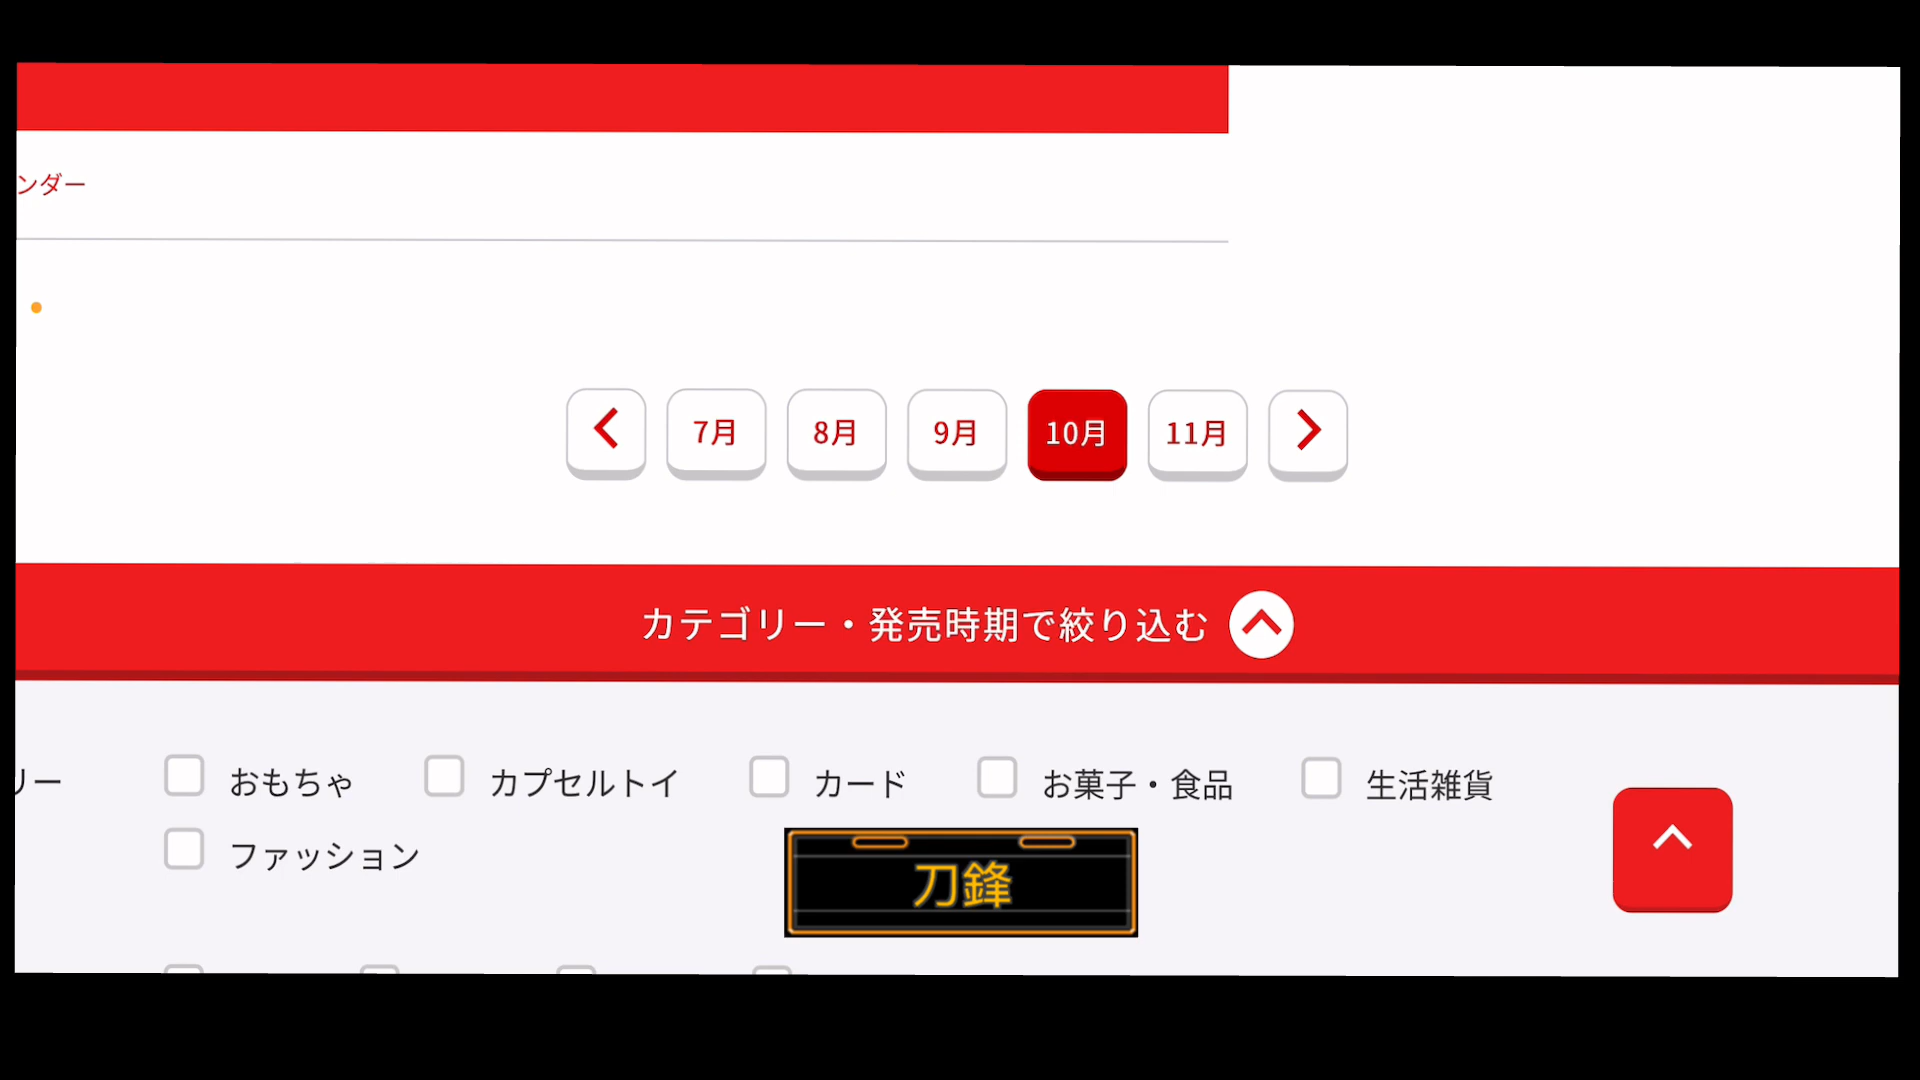 ンダー
7月 8月 9月 10月 11月
カテゴリー・発売時期で絞り込む
リー おもちゃ カプセルトイ カード お菓子・食品 生活雑貨
ファッション
刀鋒